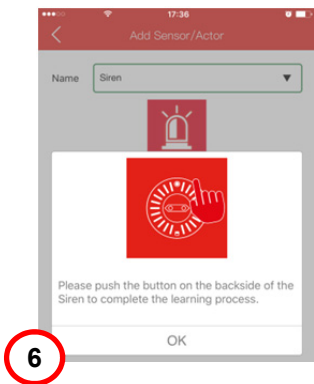 17:36
Add Sensor/Actor
Name Siren
Please push the button on the backside of the
Siren to complete the learning process.
OK
6